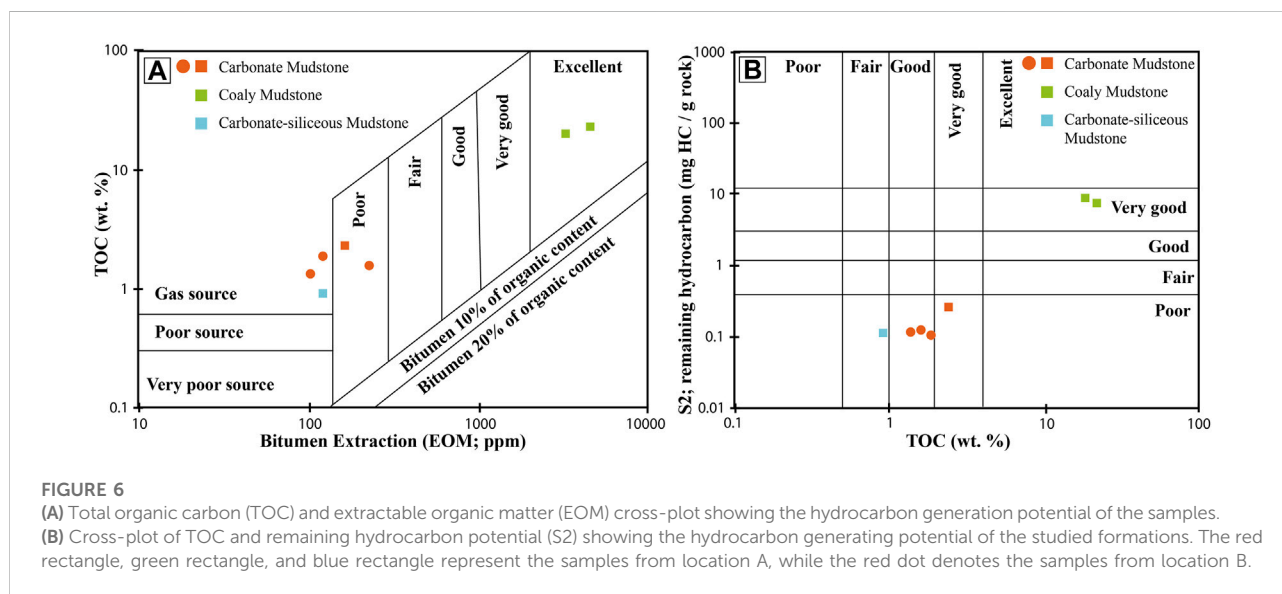 A
Carbonate Mudstone
Coaly Mudstone
Carbonate-siliceous Mudstone
Excellent
Very good
Good
Fair
Poor
Gas source
Poor source
Very poor source
Bitumen 10% of organic content
Bitumen 20% of organic content
TOC (wt. %)
100
10
1
0.1
10
100
1000
10000
Bitumen Extraction (EOM; ppm)
B
Poor
Fair
Good
Very good
Excellent
Carbonate Mudstone
Coaly Mudstone
Carbonate-siliceous
Mudstone
Very good
Good
Fair
Poor
S2; remaining hydrocarbon (mg HC / g rock)
1000
100
10
1
0.1
0.01
0.1
1
10
100
TOC (wt. %)
FIGURE 6
(A) Total organic carbon (TOC) and extractable organic matter (EOM) cross-plot showing the hydrocarbon generation potential of the samples.
(B) Cross-plot of TOC and remaining hydrocarbon potential (S2) showing the hydrocarbon generating potential of the studied formations. The red
rectangle, green rectangle, and blue rectangle represent the samples from location A, while the red dot denotes the samples from location B.